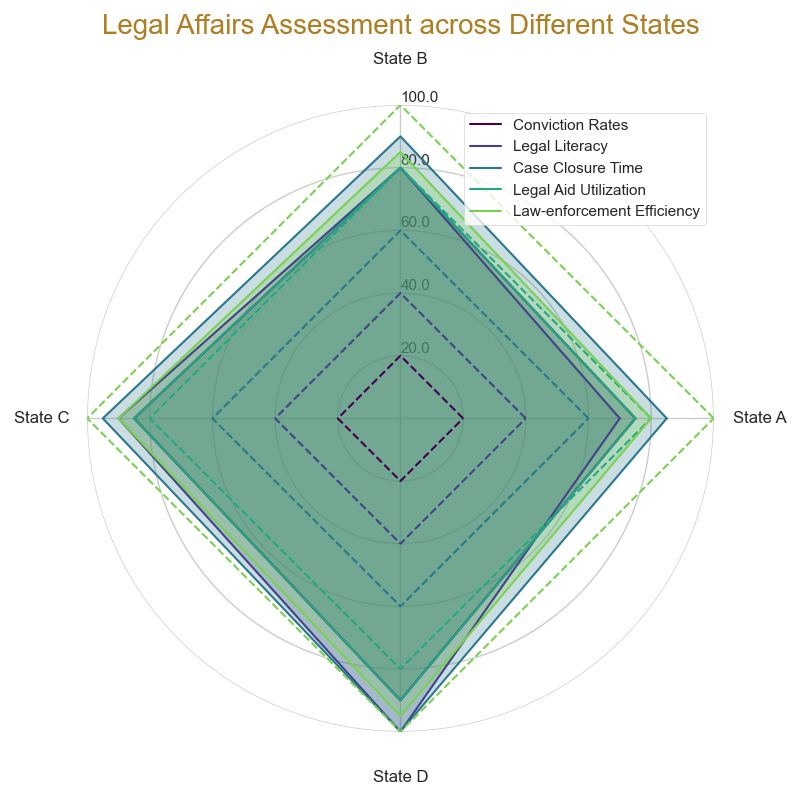 Legal Affairs Assessment across Different States
State B
100.0
Conviction Rates
Legal Literacy
80.0
Case Closure Time
Legal Aid Utilization
Law-enforcement Efficiency
60.0
40.0
20.0
State C
State A
State D